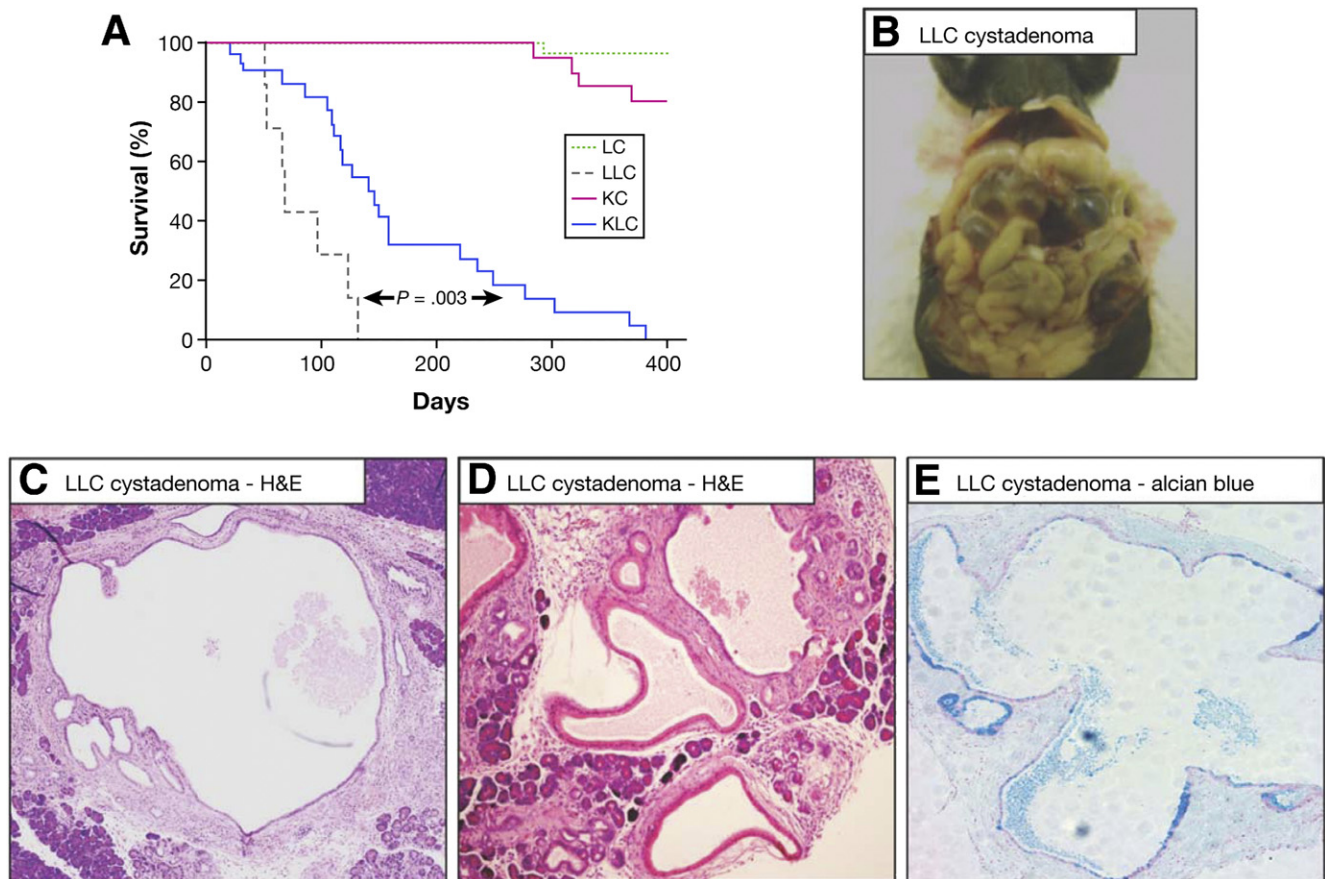 A
100
80
60
40
20
0
Survival (%)
0 100 200 300 400
Days
LC
LLC
KC
KLC
P = .003
B LLC cystadenoma
C LLC cystadenoma - H&E
D LLC cystadenoma - H&E
E LLC cystadenoma - alcian blue